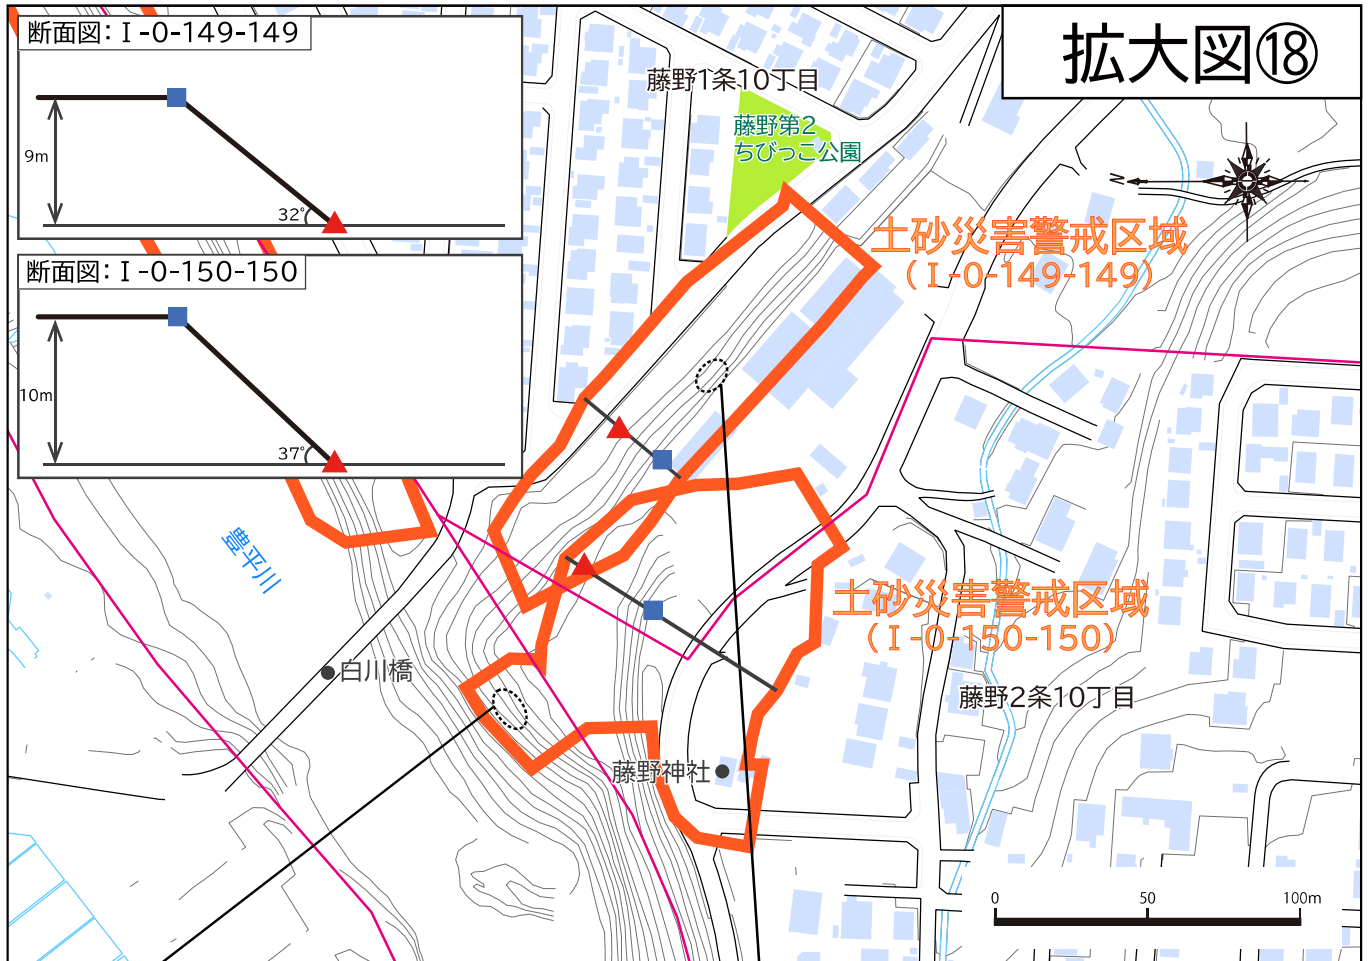 拡大図⑱
断面図:Ⅰ-0-149-149
9m
32°
断面図:Ⅰ-0-150-150
10m
37°
藤野1条10丁目
藤野第2
ちびっこ公園
N
土砂災害警戒区域
(Ⅰ-0-149-149)
豊平川
土砂災害警戒区域
(Ⅰ-0-150-150)
白川橋
藤野2条10丁目
藤野神社
0 50 100m